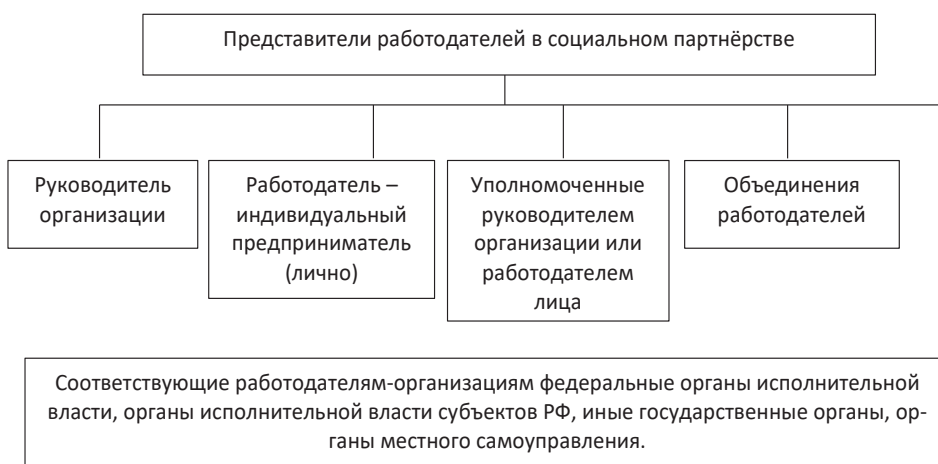 Представители работодателей в социальном партнёрстве
Руководитель
организации
Работодатель –
индивидуальный
предприниматель
(лично)
Уполномоченные
руководителем
организации или
работодателем
лица
Объединения
работодателей
Соответствующие работодателям-организациям федеральные органы исполнительной
власти, органы исполнительной власти субъектов РФ, иные государственные органы, ор-
ганы местного самоуправления.